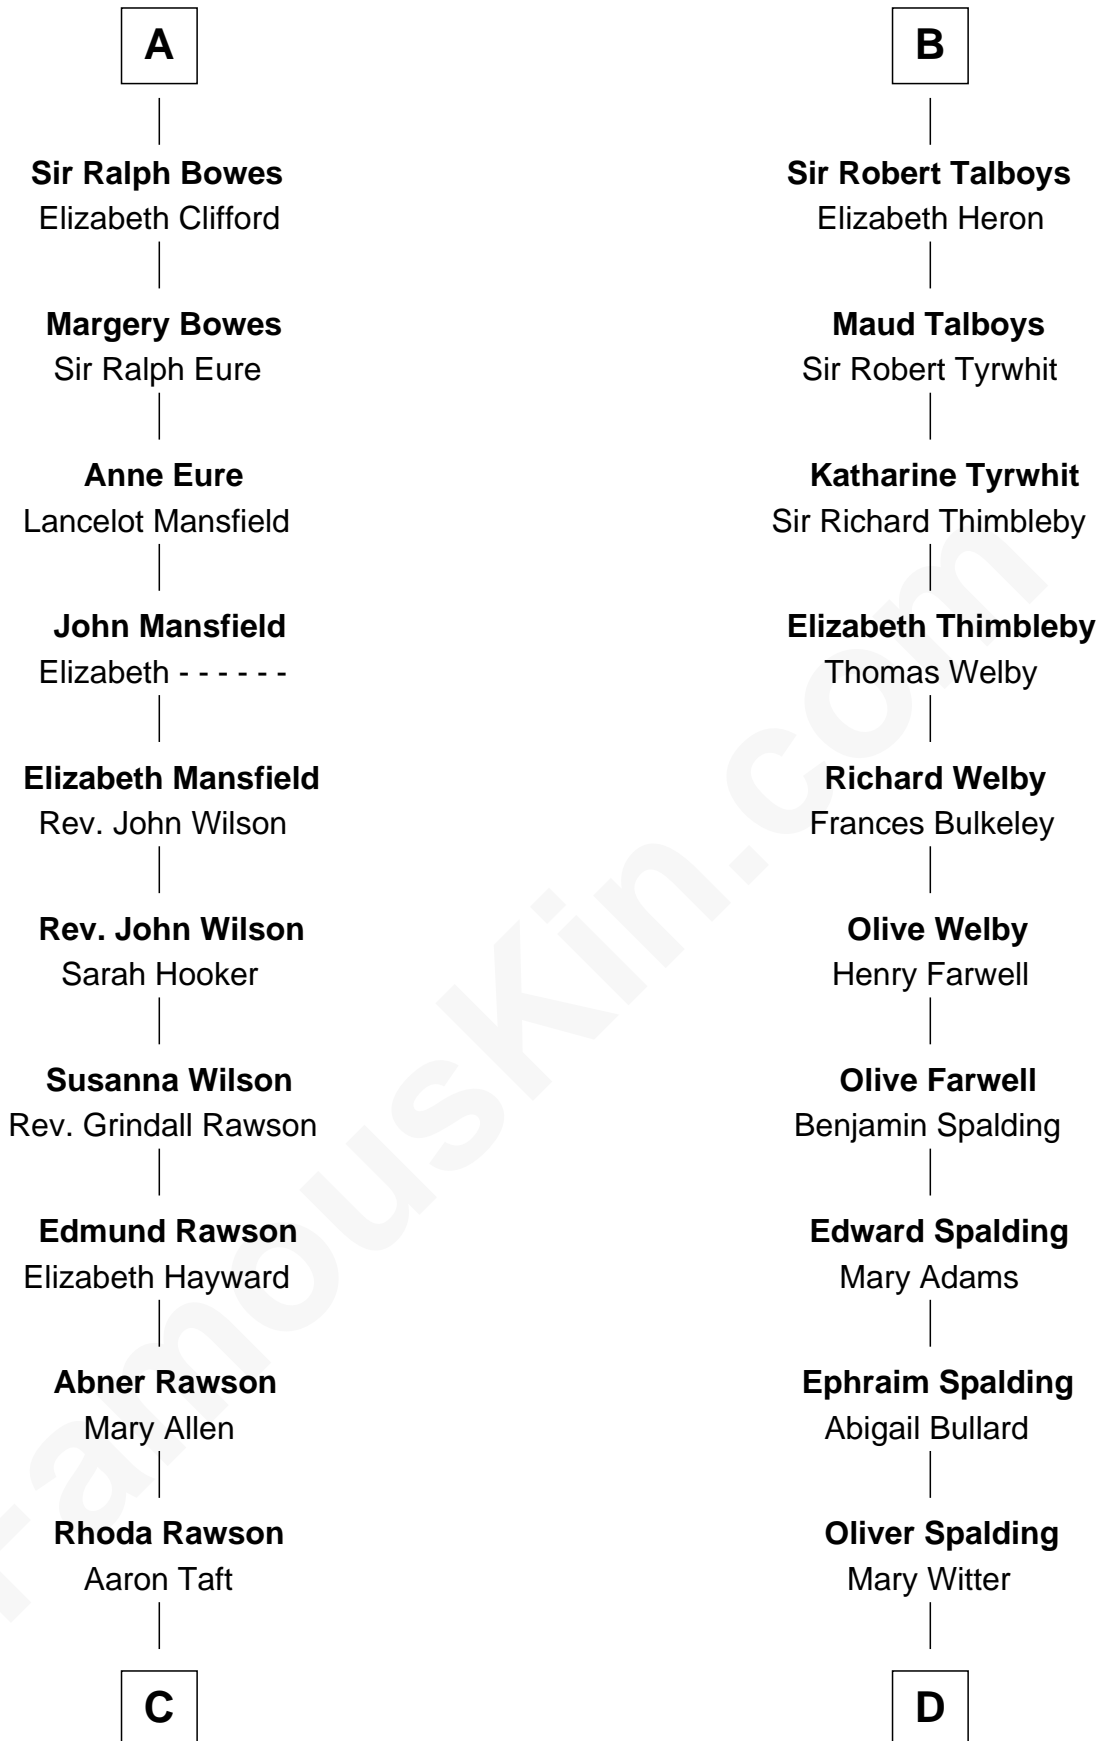 A
Sir Ralph Bowes
Elizabeth Clifford
Margery Bowes
Sir Ralph Eure
Anne Eure
Lancelot Mansfield
John Mansfield
Elizabeth - - - - - -
Elizabeth Mansfield
Rev. John Wilson
Rev. John Wilson
Sarah Hooker
Susanna Wilson
Rev. Grindall Rawson
Edmund Rawson
Elizabeth Hayward
Abner Rawson
Mary Allen
Rhoda Rawson
Aaron Taft
C
B
Sir Robert Talboys
Elizabeth Heron
Maud Talboys
Sir Robert Tyrwhit
Katharine Tyrwhit
Sir Richard Thimbleby
Elizabeth Thimbleby
Thomas Welby
Richard Welby
Frances Bulkeley
Olive Welby
Henry Farwell
Olive Farwell
Benjamin Spalding
Edward Spalding
Mary Adams
Ephraim Spalding
Abigail Bullard
Oliver Spalding
Mary Witter
D
FamousKin.com